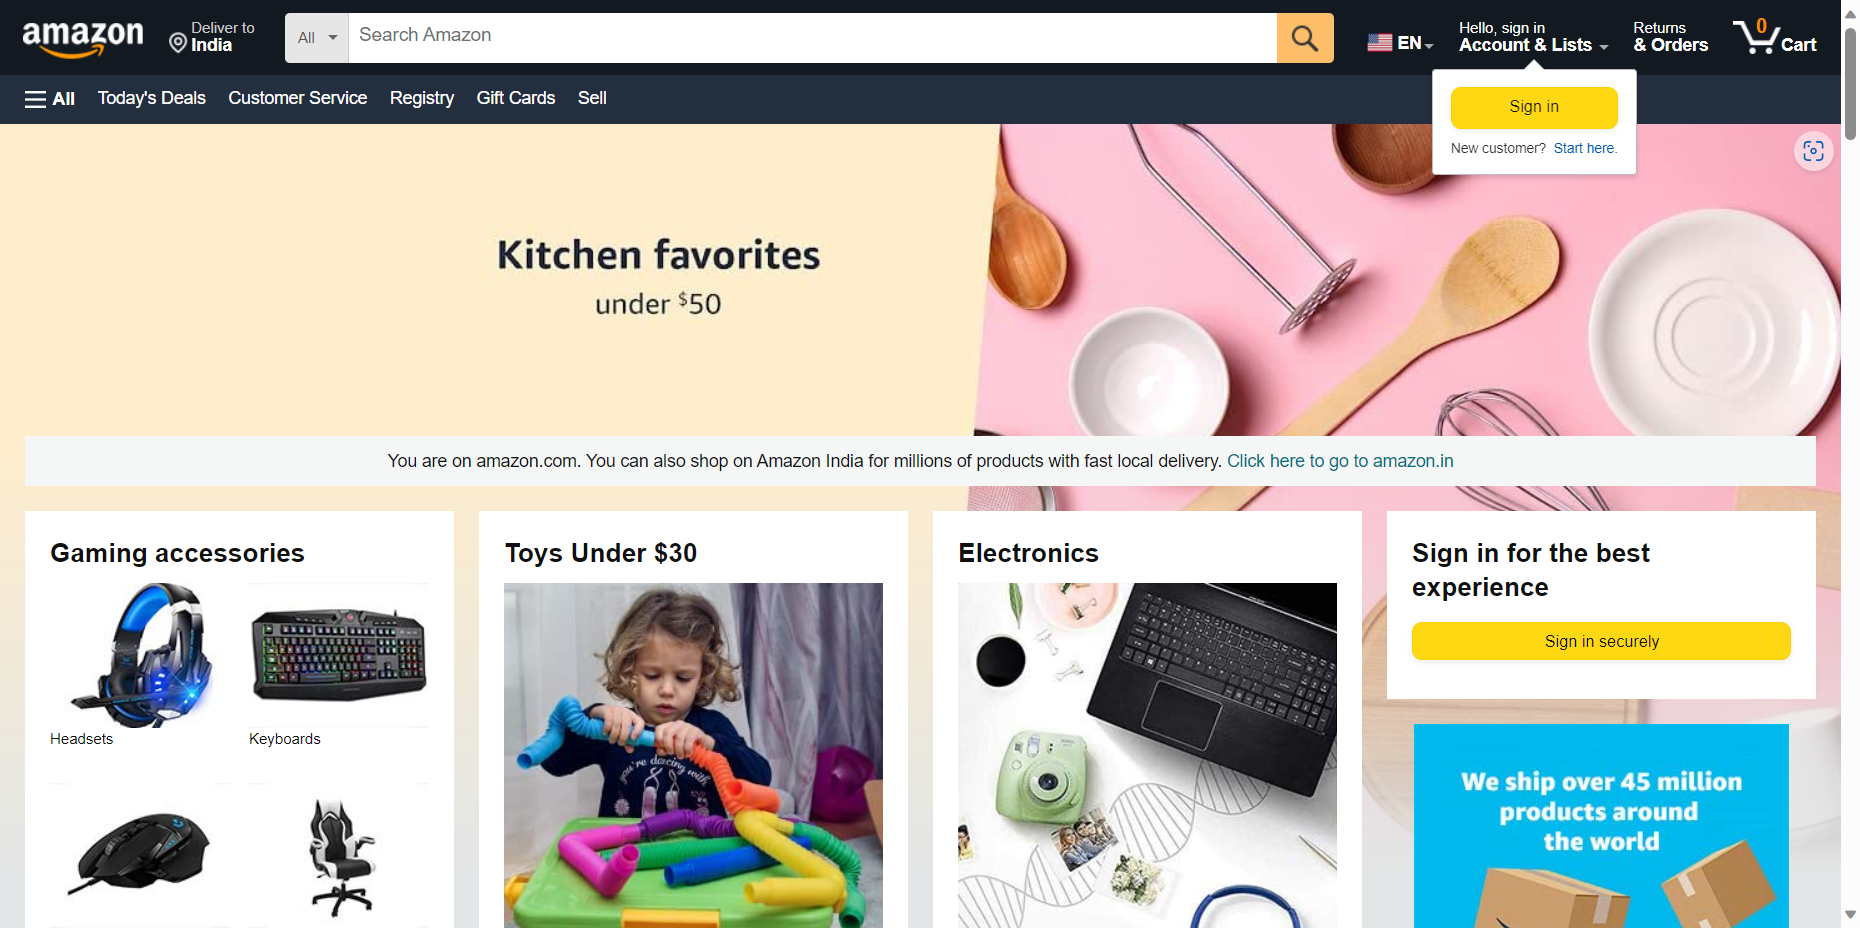 amazon
Deliver to
India
All
Search Amazon
EN
Hello, sign in
Account & Lists
Returns
& Orders
0
Cart
All
Today's Deals
Customer Service
Registry
Gift Cards
Sell
Sign in
New customer? Start here.
Kitchen favorites
under $50
You are on amazon.com. You can also shop on Amazon India for millions of products with fast local delivery. Click here to go to amazon.in
Gaming accessories
Headsets
Keyboards
Toys Under $30
you're dancing with
Electronics
Sign in for the best
experience
Sign in securely
We ship over 45 million
products around
the world